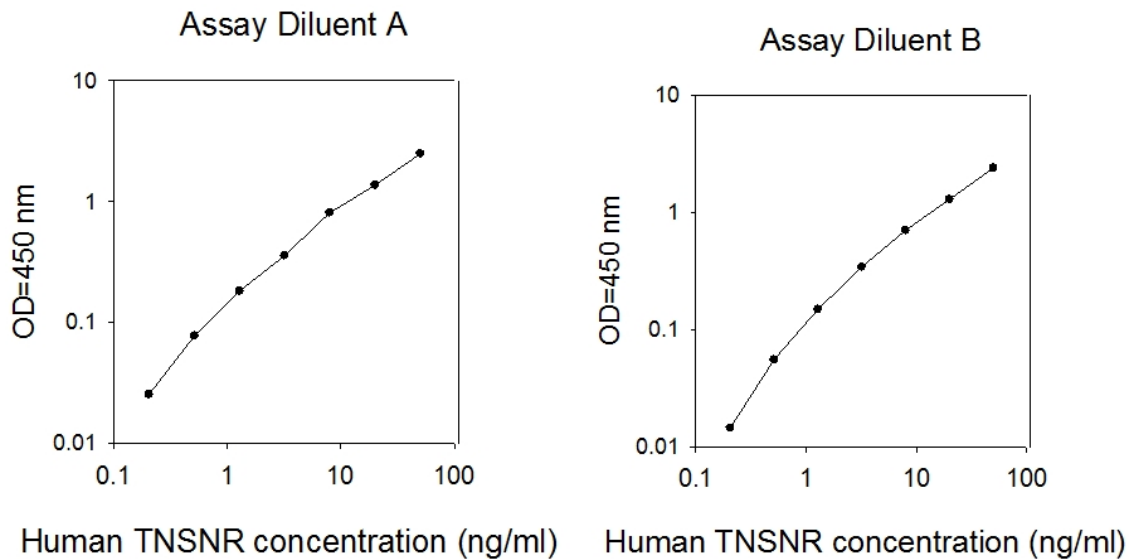 Assay Diluent A
10
1
0.1
0.01
OD=450 nm
0.1 1 10 100
Human TNSNR concentration (ng/ml)
Assay Diluent B
10
1
0.1
0.01
OD=450 nm
0.1 1 10 100
Human TNSNR concentration (ng/ml)